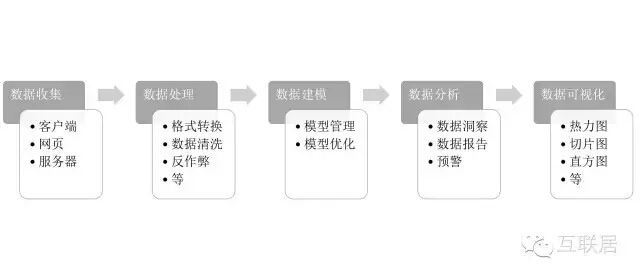 数据收集
客户端
网页
服务器
数据处理
格式转换
数据清洗
反作弊
等
数据建模
模型管理
模型优化
数据分析
数据洞察
数据报告
预警
数据可视化
热力图
切片图
直方图
等
互联居